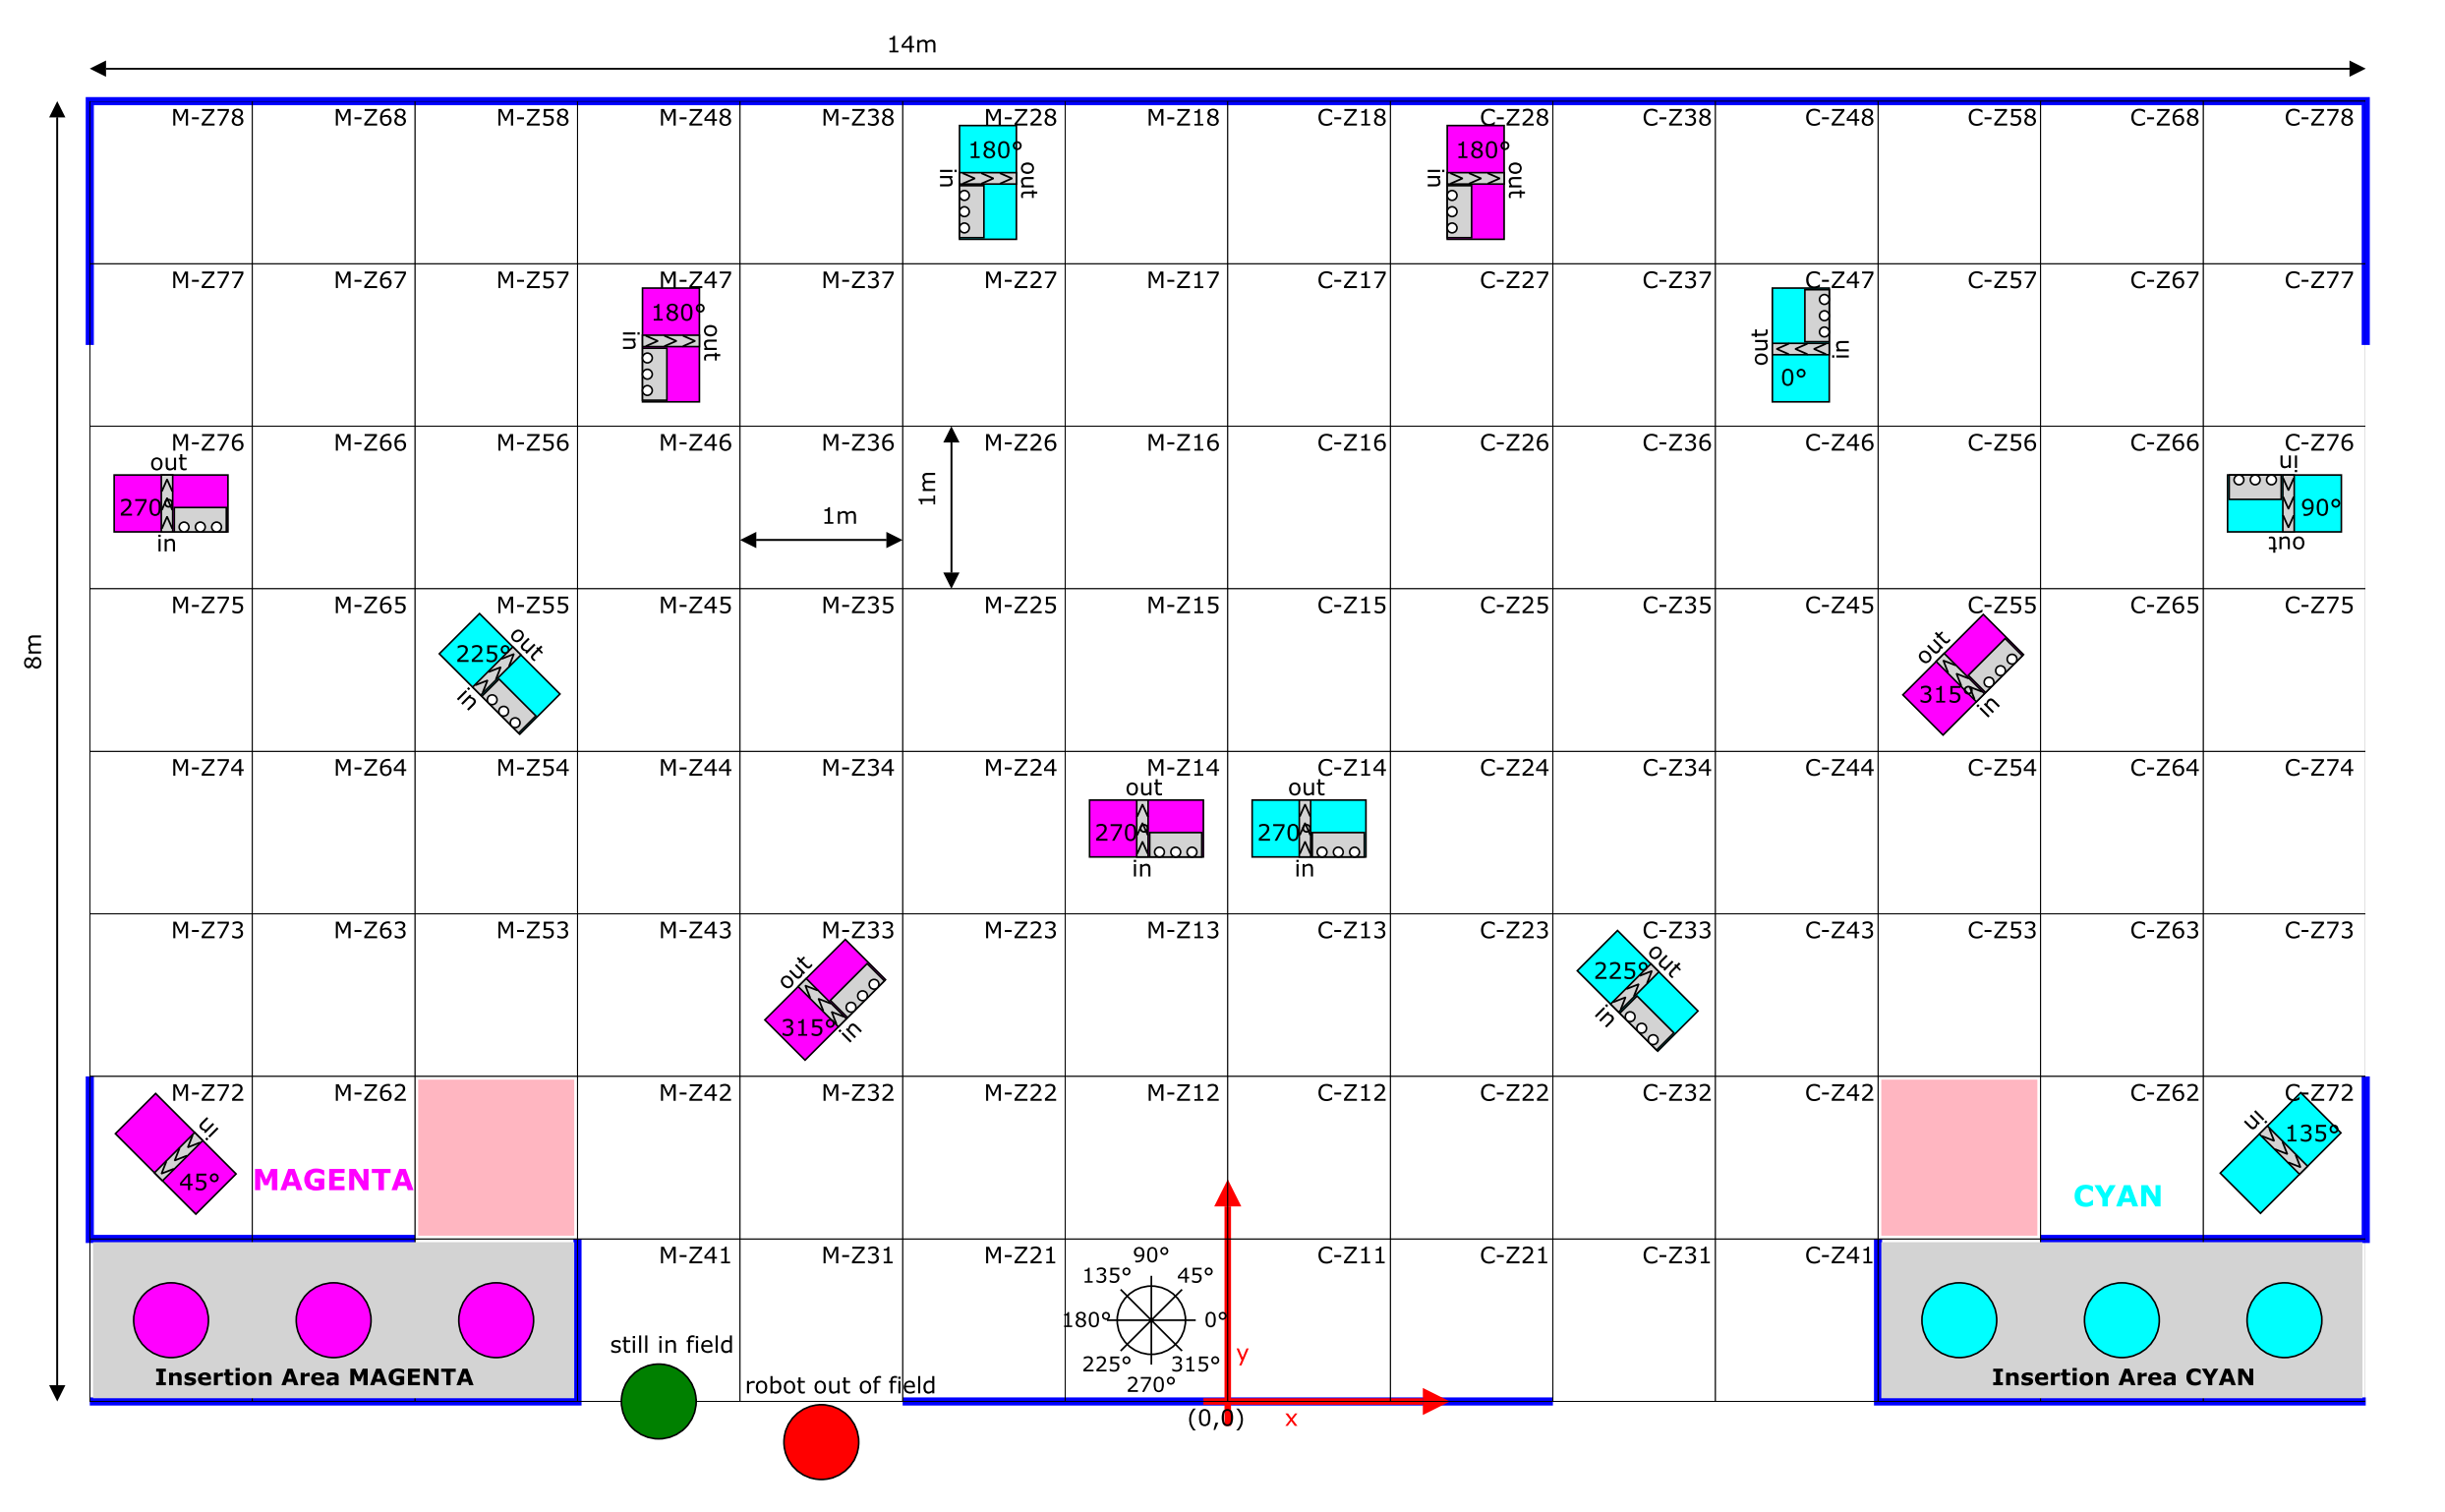 14m
M-Z78 M-Z68 M-Z58 M-Z48 M-Z38 M-Z28 M-Z18 C-Z18 C-Z28 C-Z38 C-Z48 C-Z58 C-Z68 C-Z78
180° 180°
in out in out
M-Z77 M-Z67 M-Z57 M-Z47 M-Z37 M-Z27 M-Z17 C-Z17 C-Z27 C-Z37 C-Z47 C-Z57 C-Z67 C-Z77
180°
in out out in
0°
M-Z76 M-Z66 M-Z56 M-Z46 M-Z36 M-Z26 M-Z16 C-Z16 C-Z26 C-Z36 C-Z46 C-Z56 C-Z66 C-Z76
out in
270° 1m 90°
1m
in out
M-Z75 M-Z65 M-Z55 M-Z45 M-Z35 M-Z25 M-Z15 C-Z15 C-Z25 C-Z35 C-Z45 C-Z55 C-Z65 C-Z75
8m
out out
225° 315°
in in
M-Z74 M-Z64 M-Z54 M-Z44 M-Z34 M-Z24 M-Z14 C-Z14 C-Z24 C-Z34 C-Z44 C-Z54 C-Z64 C-Z74
out out
270° 270°
in in
M-Z73 M-Z63 M-Z53 M-Z43 M-Z33 M-Z23 M-Z13 C-Z13 C-Z23 C-Z33 C-Z43 C-Z53 C-Z63 C-Z73
out out
315° 225°
in in
M-Z72 M-Z62 M-Z42 M-Z32 M-Z22 M-Z12 C-Z12 C-Z22 C-Z32 C-Z42 C-Z62 C-Z72
in in
135°
45° MAGENTA CYAN
M-Z41 M-Z31 M-Z21 C-Z11 C-Z21 C-Z31 C-Z41
90°
135° 45°
180° 0°
225° 315°
270°
y
still in field
Insertion Area MAGENTA
robot out of field
Insertion Area CYAN
(0,0) x